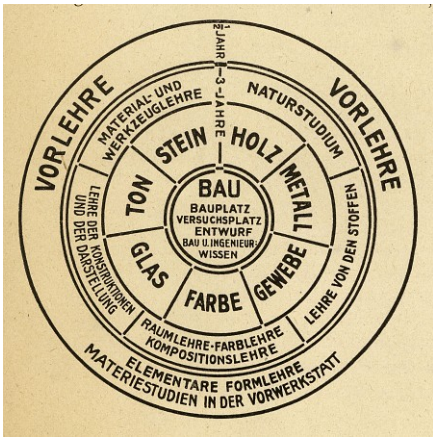 VORLEHRE
VORLEHRE
½ JAHR
3 JAHRE
ELEMENTARE FORMLEHRE
MATERIESTUDIEN IN DER VORWERKSTATT
NATURSTUDIUM
LEHRE VON DEN STOFFEN
RAUMLEHRE-FARBLEHRE
KOMPOSITIONSLEHRE
LEHRE DER KONSTRUKTIONEN
UND DER DARSTELLUNG
MATERIAL-UND
WERKZEUGLEHRE
HOLZ
METALL
GEWEBE
FARBE
GLAS
TON
STEIN
BAU
BAUPLATZ
VERSUCHSPLATZ
ENTWURF
BAU U.INGENIEUR-
WISSEN